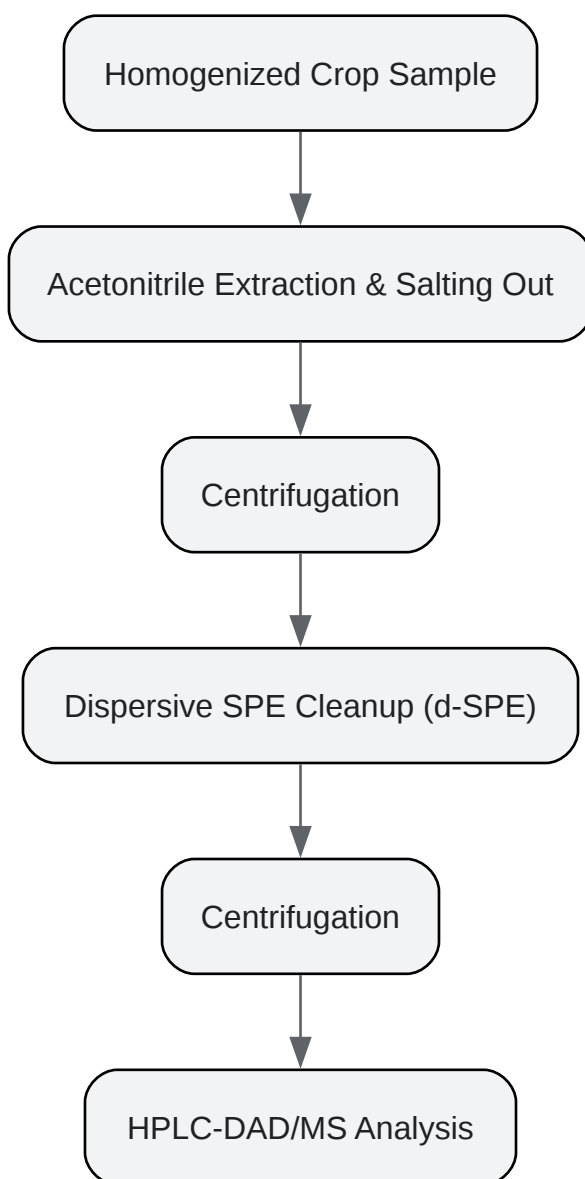 Homogenized Crop Sample
Acetonitrile Extraction & Salting Out
Centrifugation
Dispersive SPE Cleanup (d-SPE)
Centrifugation
HPLC-DAD/MS Analysis